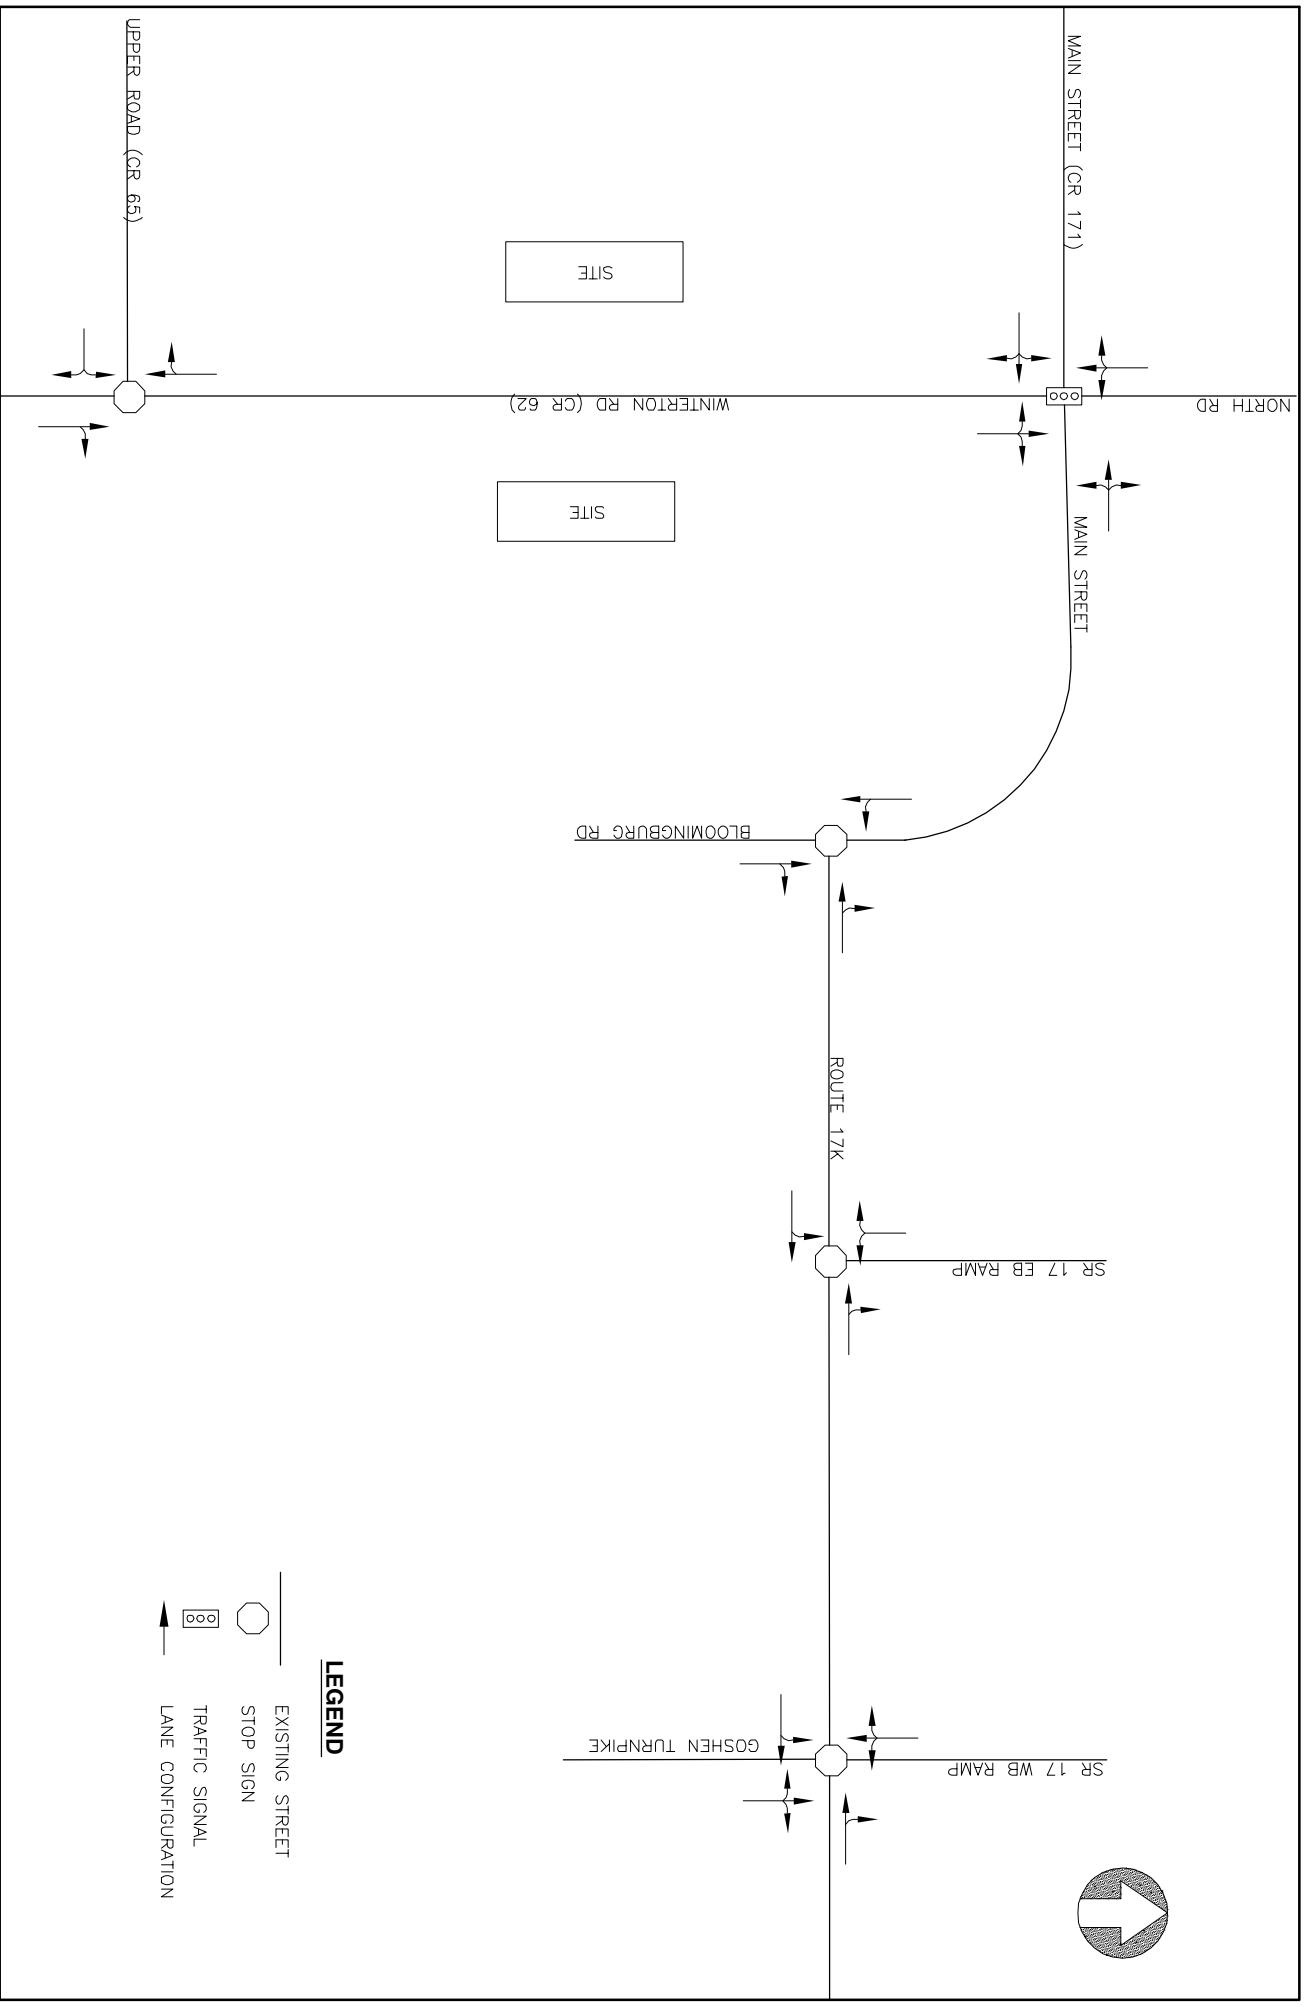 UPPER ROAD (CR 65)
MAIN STREET (CR 171)
SITE
WINTERTON RD (CR 62)
NORTH RD
SITE
MAIN STREET
BLOOMINGBURG RD
ROUTE 17K
SR 17 EB RAMP
GOSHEN TURNPIKE
SR 17 WB RAMP
LEGEND
EXISTING STREET
STOP SIGN
TRAFFIC SIGNAL
LANE CONFIGURATION